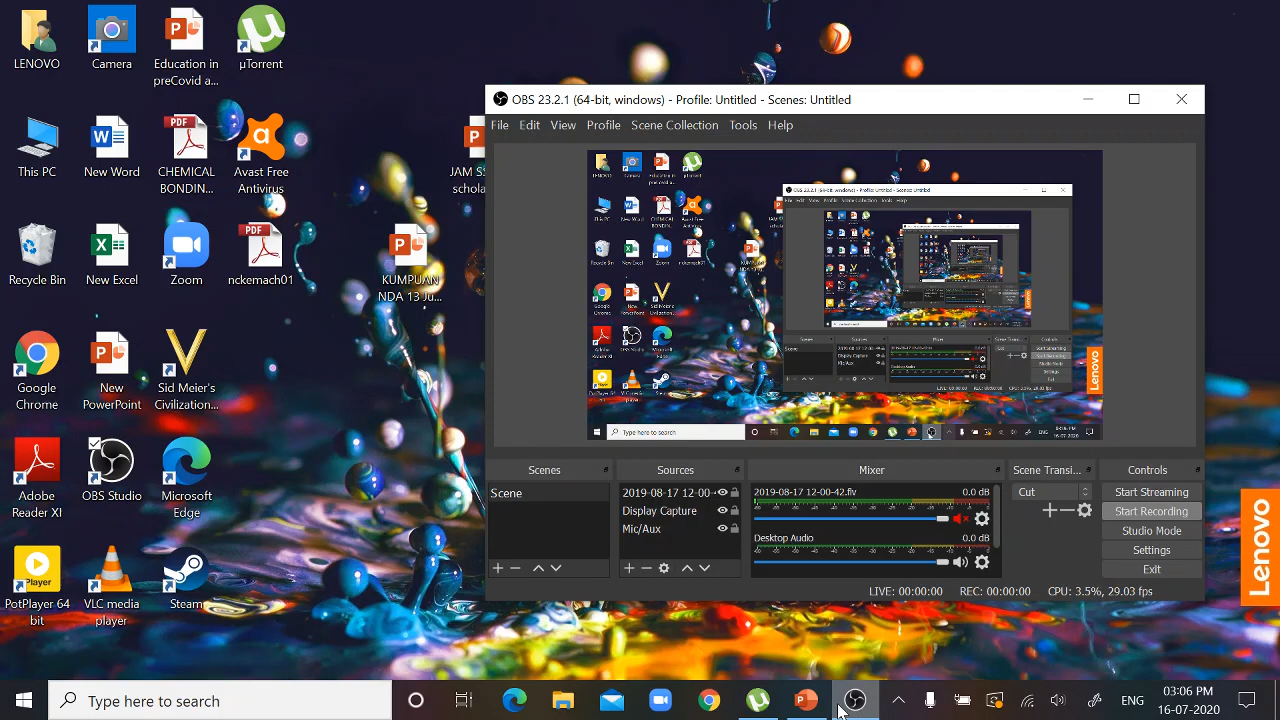 LENOVO
Camera
Education in
preCovid a...
µTorrent
This PC
New Word
CHEMICAL
BONDIN...
Avast Free
Antivirus
JAM SS
schola
Recycle Bin
New Excel
Zoom
nckemach01
KUMPUAN
NDA 13 Ju...
Google
Chrome
New
PowerPoint
Sid Meier's
Civilization...
Adobe
Reader XI
OBS Studio
Microsoft
Edge
PotPlayer 64
bit
VLC media
player
Steam
OBS 23.2.1 (64-bit, windows) - Profile: Untitled - Scenes: Untitled
File Edit View Profile Scene Collection Tools Help
Scenes
Scene
Sources
2019-08-17 12-00-
Display Capture
Mic/Aux
Mixer
2019-08-17 12-00-42.flv 0.0 dB
Desktop Audio 0.0 dB
Scene Transi...
Cut
Controls
Start Streaming
Start Recording
Studio Mode
Settings
Exit
LIVE: 00:00:00 REC: 00:00:00 CPU: 3.5%, 29.03 fps
Lenovo
Type here to search
ENG
03:06 PM
16-07-2020